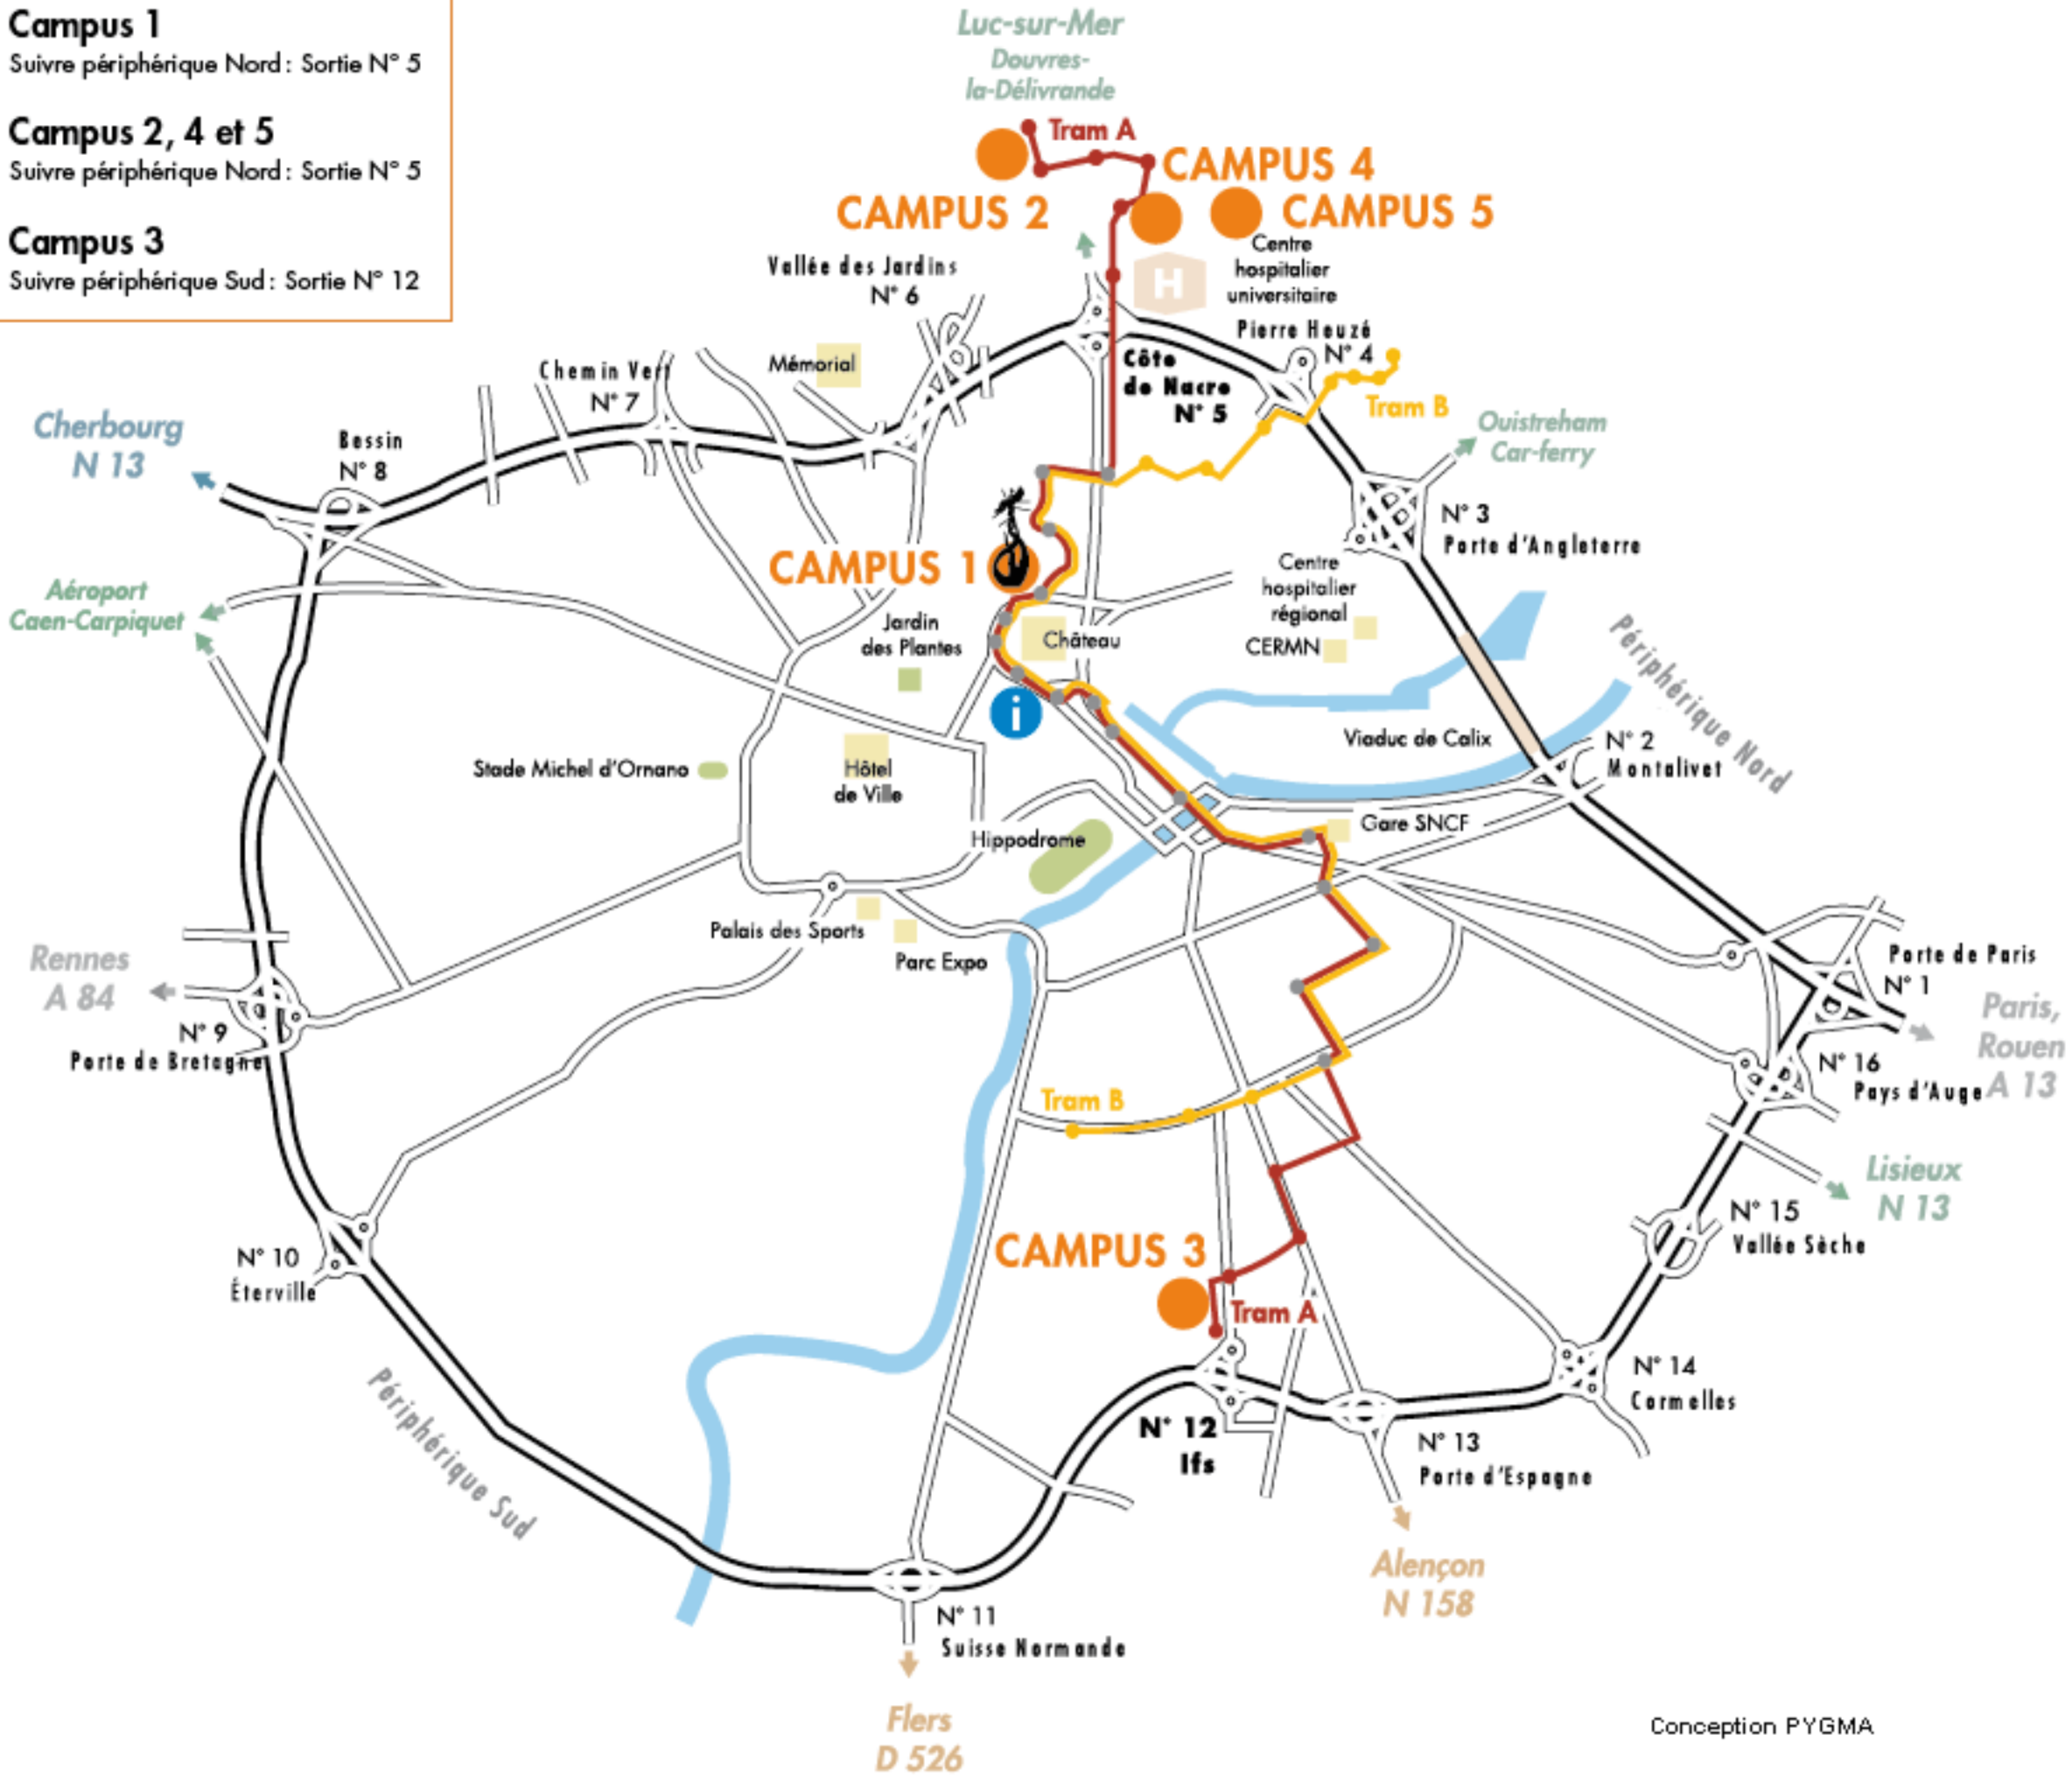 Campus 1
Suivre périphérique Nord : Sortie N° 5
Campus 2, 4 et 5
Suivre périphérique Nord : Sortie N° 5
Campus 3
Suivre périphérique Sud : Sortie N° 12
Luc-sur-Mer
Douvres-
la-Délivrande
Tram A
CAMPUS 4
CAMPUS 2
CAMPUS 5
Centre
hospitalier
universitaire
H
Vallée des Jardins
N° 6
Pierre Heuzé
N° 4
Tram B
Côte
de Nacre
N° 5
Mémorial
Chemin Vert
N° 7
Ouistreham
Car-ferry
Cherbourg
N 13
Bessin
N° 8
N° 3
Porte d'Angleterre
CAMPUS 1
Centre
hospitalier
régional
CERMN
Aéroport
Caen-Carpiquet
Jardin
des Plantes
Château
Périphérique Nord
i
Viaduc de Calix
N° 2
Montalivet
Stade Michel d'Ornano
Hôtel
de Ville
Hippodrome
Gare SNCF
Palais des Sports
Parc Expo
Rennes
A 84
N° 9
Porte de Bretagne
Porte de Paris
N° 1
Paris,
Rouen
A 13
N° 16
Pays d'Auge
Tram B
Lisieux
N 13
N° 15
Vallée Sèche
N° 10
Éterville
CAMPUS 3
Tram A
N° 14
Cormelles
Périphérique Sud
N° 12
Ifs
N° 13
Porte d'Espagne
Alençon
N 158
N° 11
Suisse Normande
Flers
D 526
Conception PYGMA